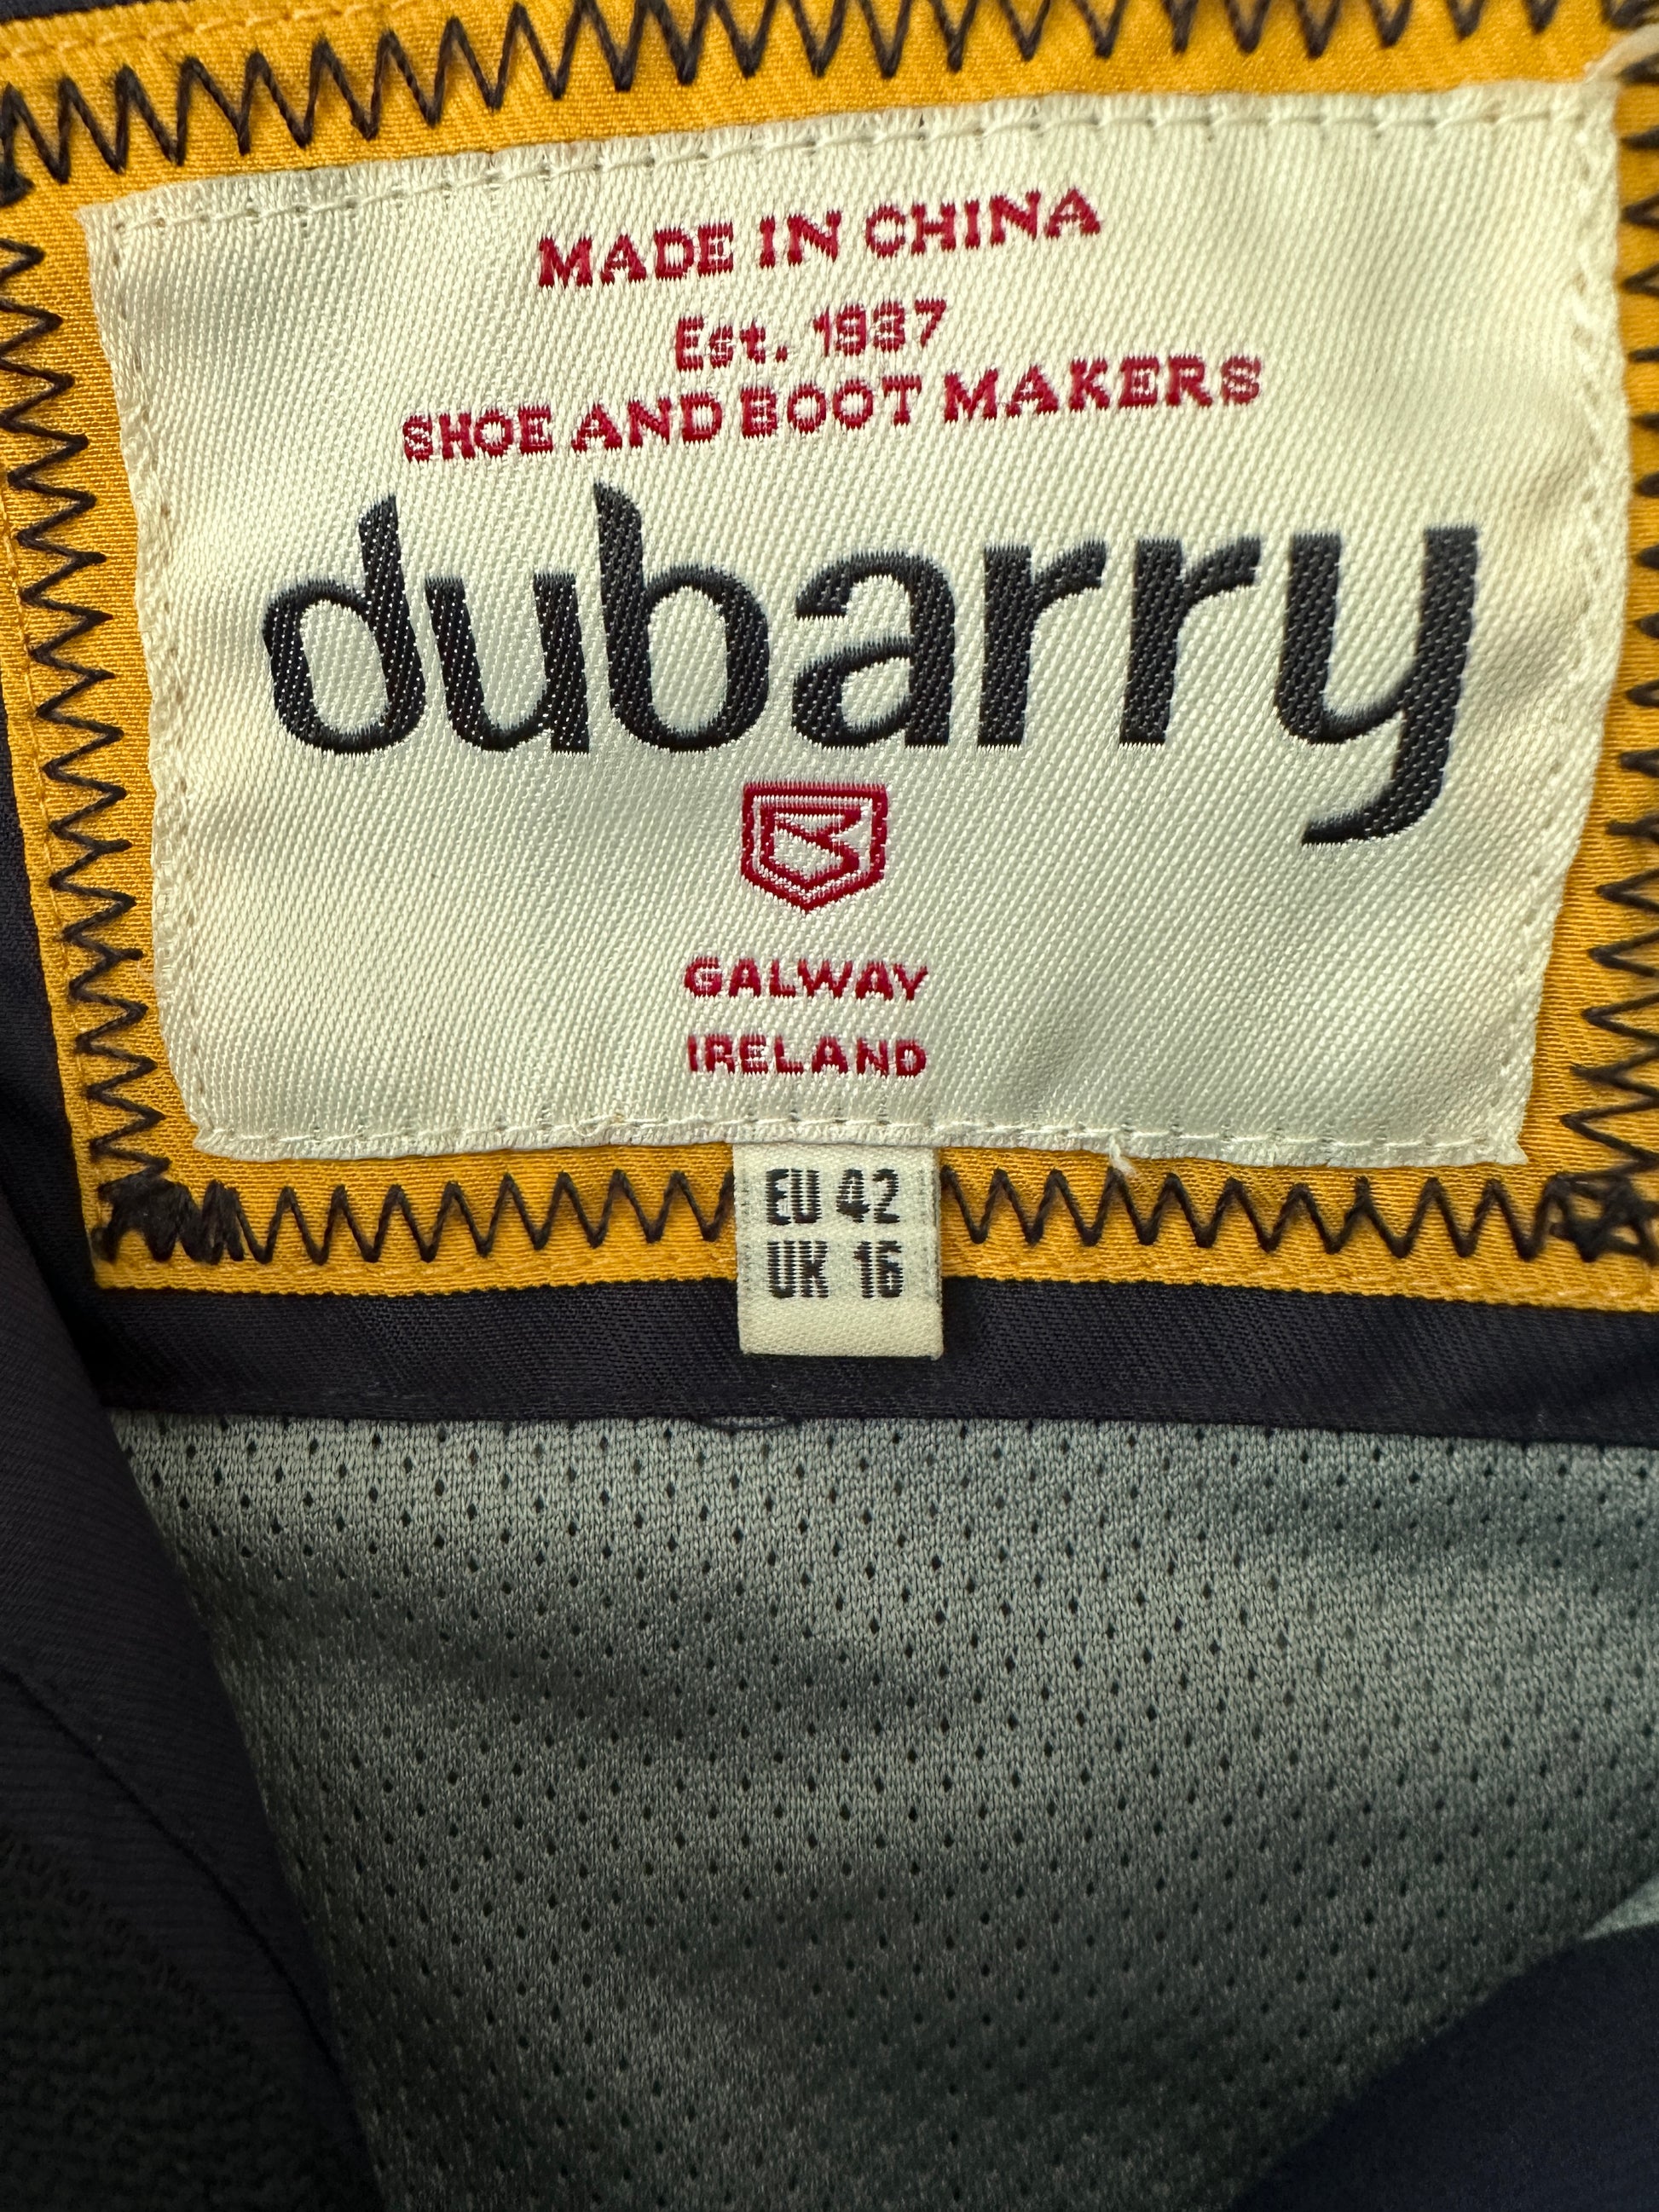 MADE IN CHINA
Est. 1937
SHOE AND BOOT MAKERS
dubarry
GALWAY
IRELAND
EU 42
UK 16